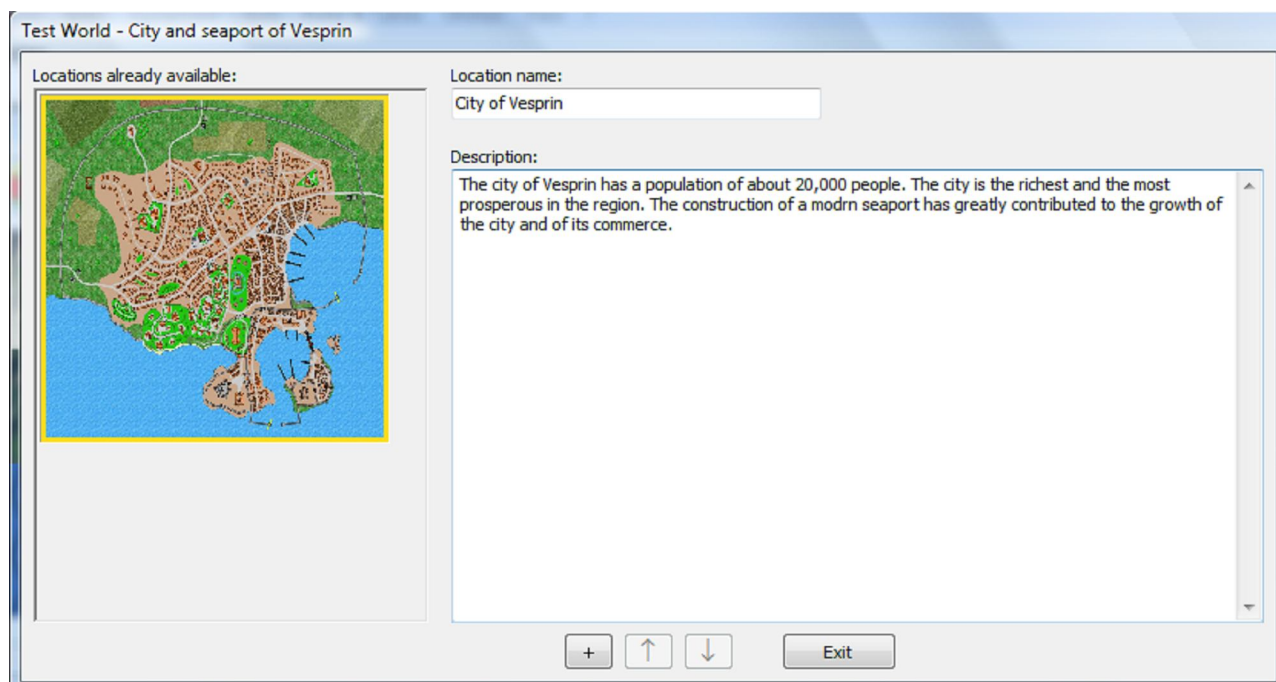 Test World - City and seaport of Vesprin
Locations already available:
Location name:
City of Vesprin
Description:
The city of Vesprin has a population of about 20,000 people. The city is the richest and the most
prosperous in the region. The construction of a modrn seaport has greatly contributed to the growth of
the city and of its commerce.
+ ↑ ↓ Exit